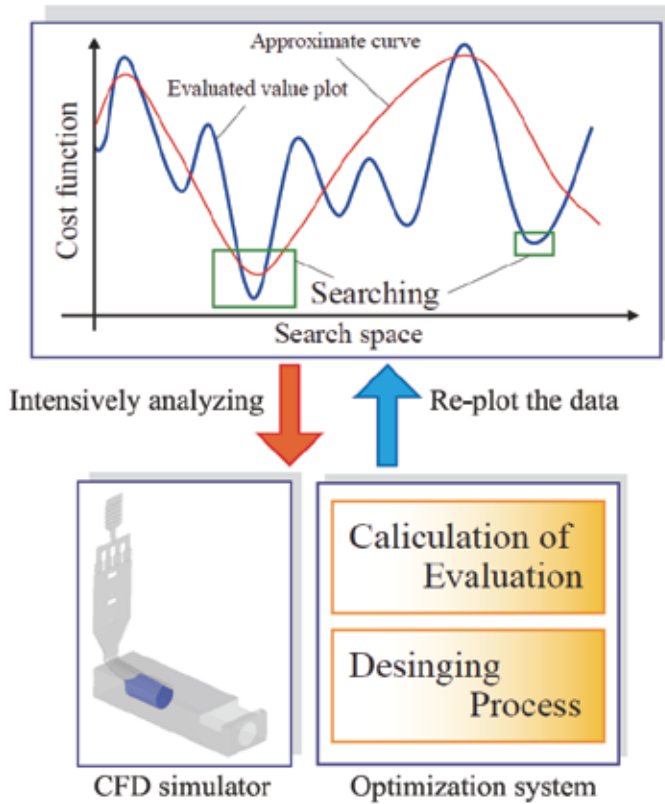 Approximate curve
Evaluated value plot
Cost function
Searching
Search space
Intensively analyzing
Re-plot the data
Caliculation of
Evaluation
Desinging
Process
CFD simulator
Optimization system